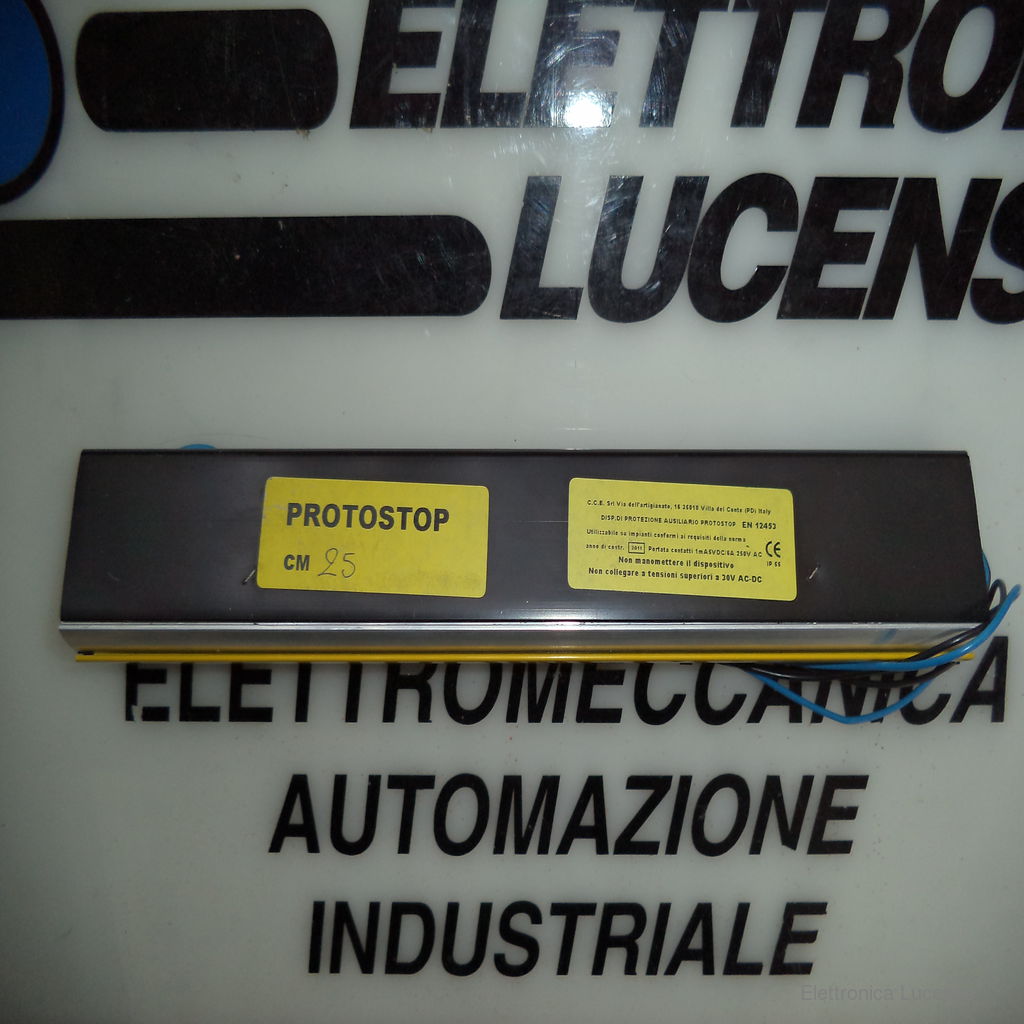 ELETTRO
LUCENS
PROTOSTOP
CM 25
C.C.E. Srl Via dell'artigianato, 16 35010 Villa del Conte (PD) Italy
DISP.DI PROTEZIONE AUSILIARIO PROTOSTOP EN 12453
Utilizzabile su impianti conformi ai requisiti della norma
anno di costr. 2011 Portata contatti 1mA5VDC/6A 250V AC CE
Non manomettere il dispositivo IP 55
Non collegare a tensioni superiori a 30V AC-DC
ELETTROMECCANICA
AUTOMAZIONE
INDUSTRIALE
Elettronica Luce